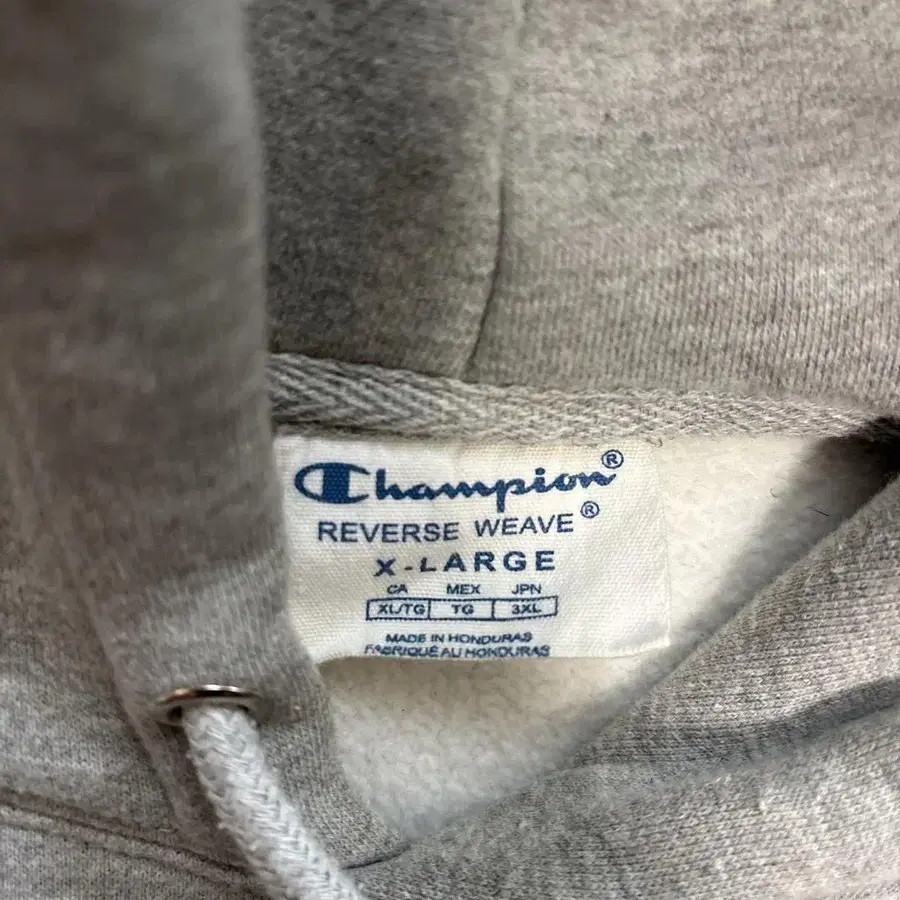 Champion®
REVERSE WEAVE®
X-LARGE
CA MEX JPN
XL/TG TG 3XL
MADE IN HONDURAS
FABRIQUÉ AU HONDURAS